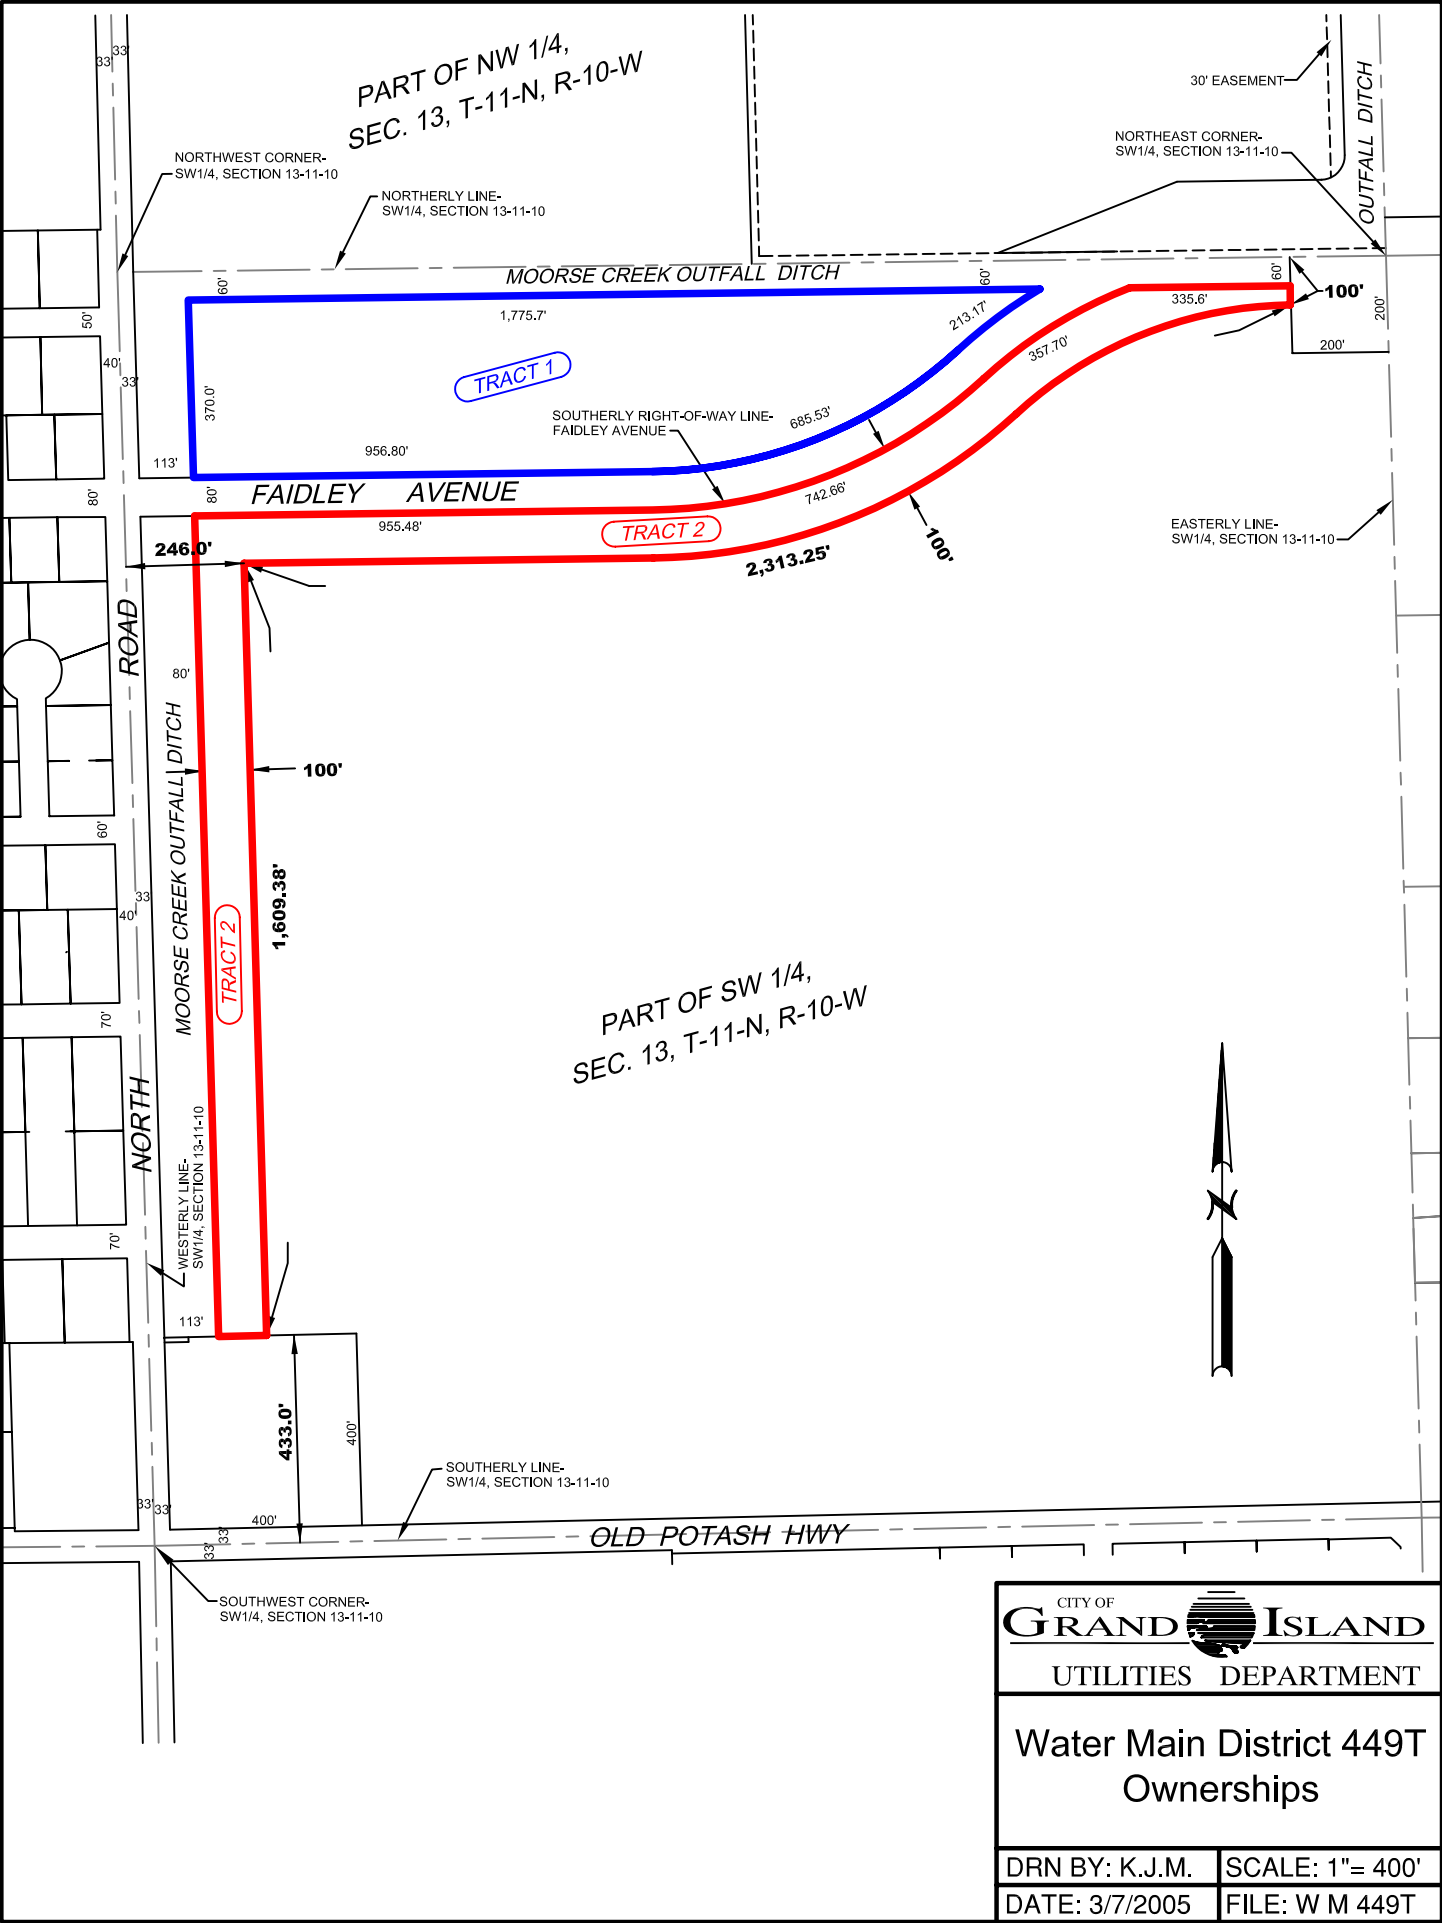 33'
33'
PART OF NW 1/4,
SEC. 13, T-11-N, R-10-W
30' EASEMENT
OUTFALL DITCH
NORTHEAST CORNER-
SW1/4, SECTION 13-11-10
NORTHWEST CORNER-
SW1/4, SECTION 13-11-10
NORTHERLY LINE-
SW1/4, SECTION 13-11-10
MOORSE CREEK OUTFALL DITCH
60'
60'
60'
100'
335.6'
200'
200'
1,775.7'
213.17'
357.70'
50'
40'
33'
370.0'
TRACT 1
SOUTHERLY RIGHT-OF-WAY LINE-
FAIDLEY AVENUE
685.53'
956.80'
113'
80'
80'
FAIDLEY AVENUE
742.66'
955.48'
TRACT 2
100'
2,313.25'
EASTERLY LINE-
SW1/4, SECTION 13-11-10
246.0'
ROAD
80'
MOORSE CREEK OUTFALL DITCH
100'
60'
33'
40'
1,609.38'
TRACT 2
PART OF SW 1/4,
SEC. 13, T-11-N, R-10-W
70'
NORTH
WESTERLY LINE-
SW1/4, SECTION 13-11-10
N
70'
113'
433.0'
400'
SOUTHERLY LINE-
SW1/4, SECTION 13-11-10
33'
33'
400'
33'
33'
OLD POTASH HWY
SOUTHWEST CORNER-
SW1/4, SECTION 13-11-10
CITY OF
GRAND ISLAND
UTILITIES DEPARTMENT
Water Main District 449T
Ownerships
DRN BY: K.J.M.
SCALE: 1"= 400'
DATE: 3/7/2005
FILE: W M 449T